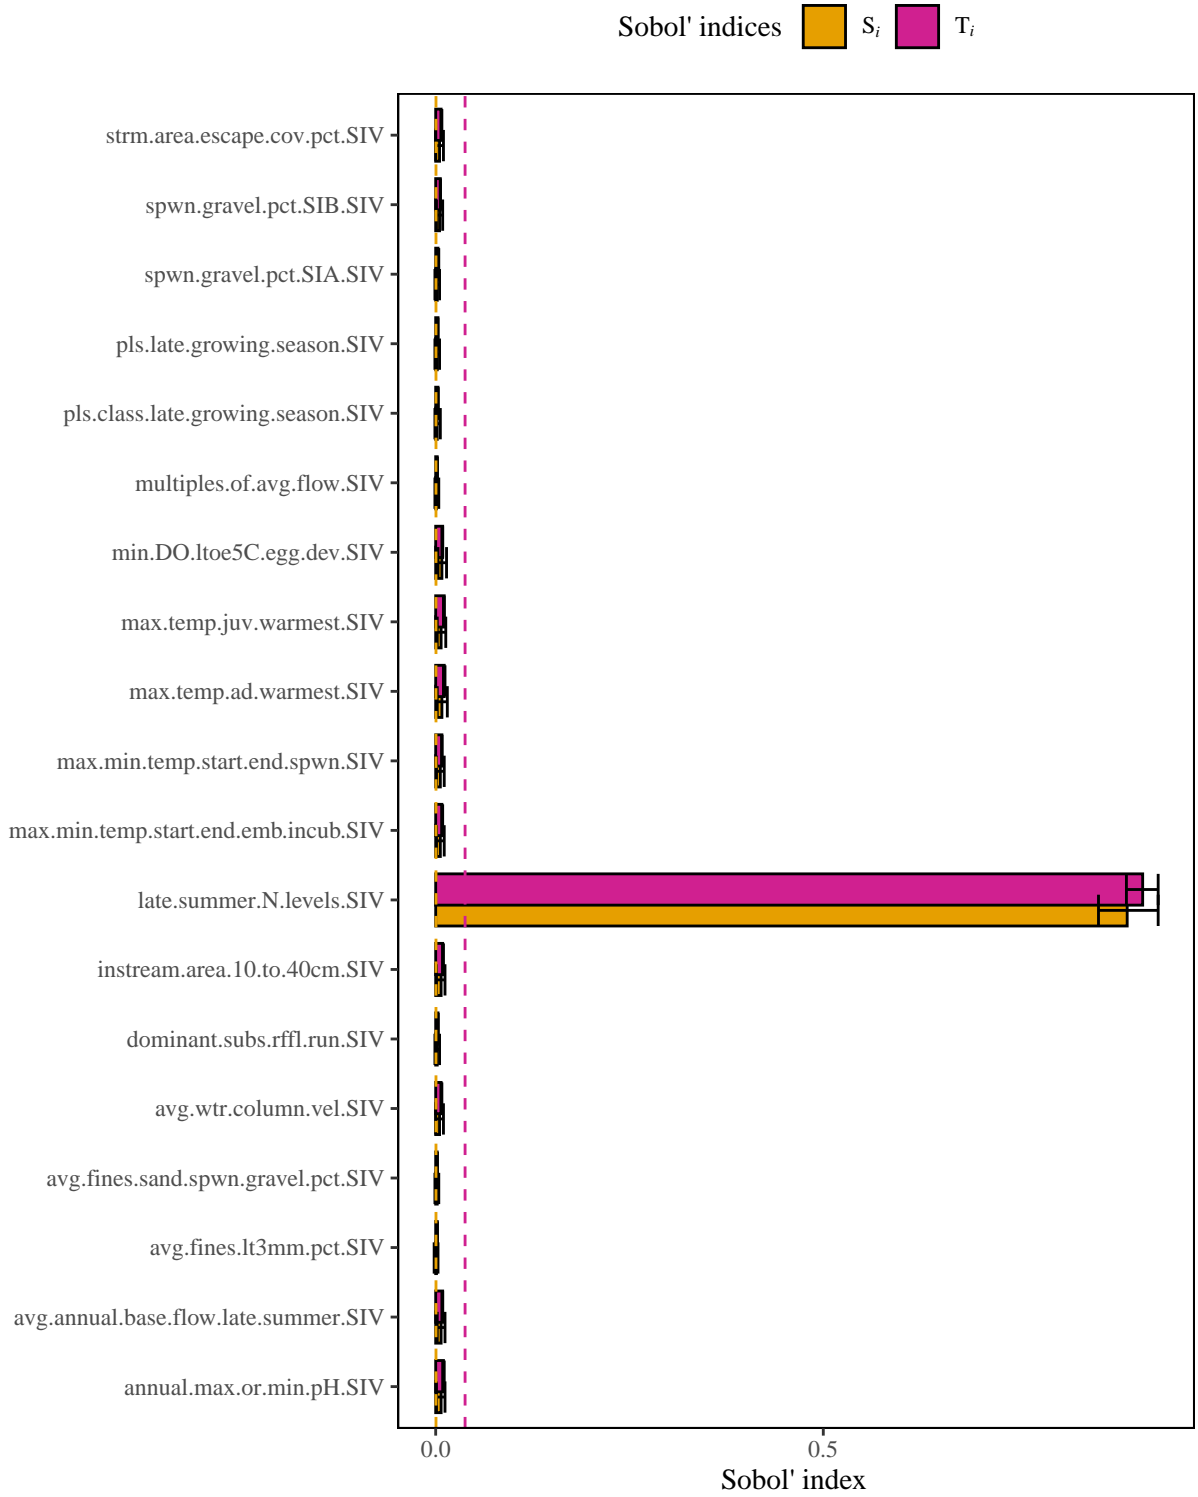 Sobol' indices Si Ti
strm.area.escape.cov.pct.SIV
spwn.gravel.pct.SIB.SIV
spwn.gravel.pct.SIA.SIV
pls.late.growing.season.SIV
pls.class.late.growing.season.SIV
multiples.of.avg.flow.SIV
min.DO.ltoe5C.egg.dev.SIV
max.temp.juv.warmest.SIV
max.temp.ad.warmest.SIV
max.min.temp.start.end.spwn.SIV
max.min.temp.start.end.emb.incub.SIV
late.summer.N.levels.SIV
instream.area.10.to.40cm.SIV
dominant.subs.rffl.run.SIV
avg.wtr.column.vel.SIV
avg.fines.sand.spwn.gravel.pct.SIV
avg.fines.lt3mm.pct.SIV
avg.annual.base.flow.late.summer.SIV
annual.max.or.min.pH.SIV
0.0 0.5
Sobol' index